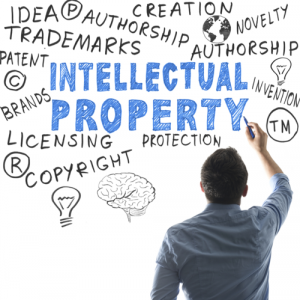 IDEA Ⓟ CREATION NOVELTY
AUTHORSHIP
TRADEMARKS AUTHORSHIP
PATENT
INTELLECTUAL
© INVENTION
BRANDS PROPERTY
TM
LICENSING PROTECTION
® COPYRIGHT